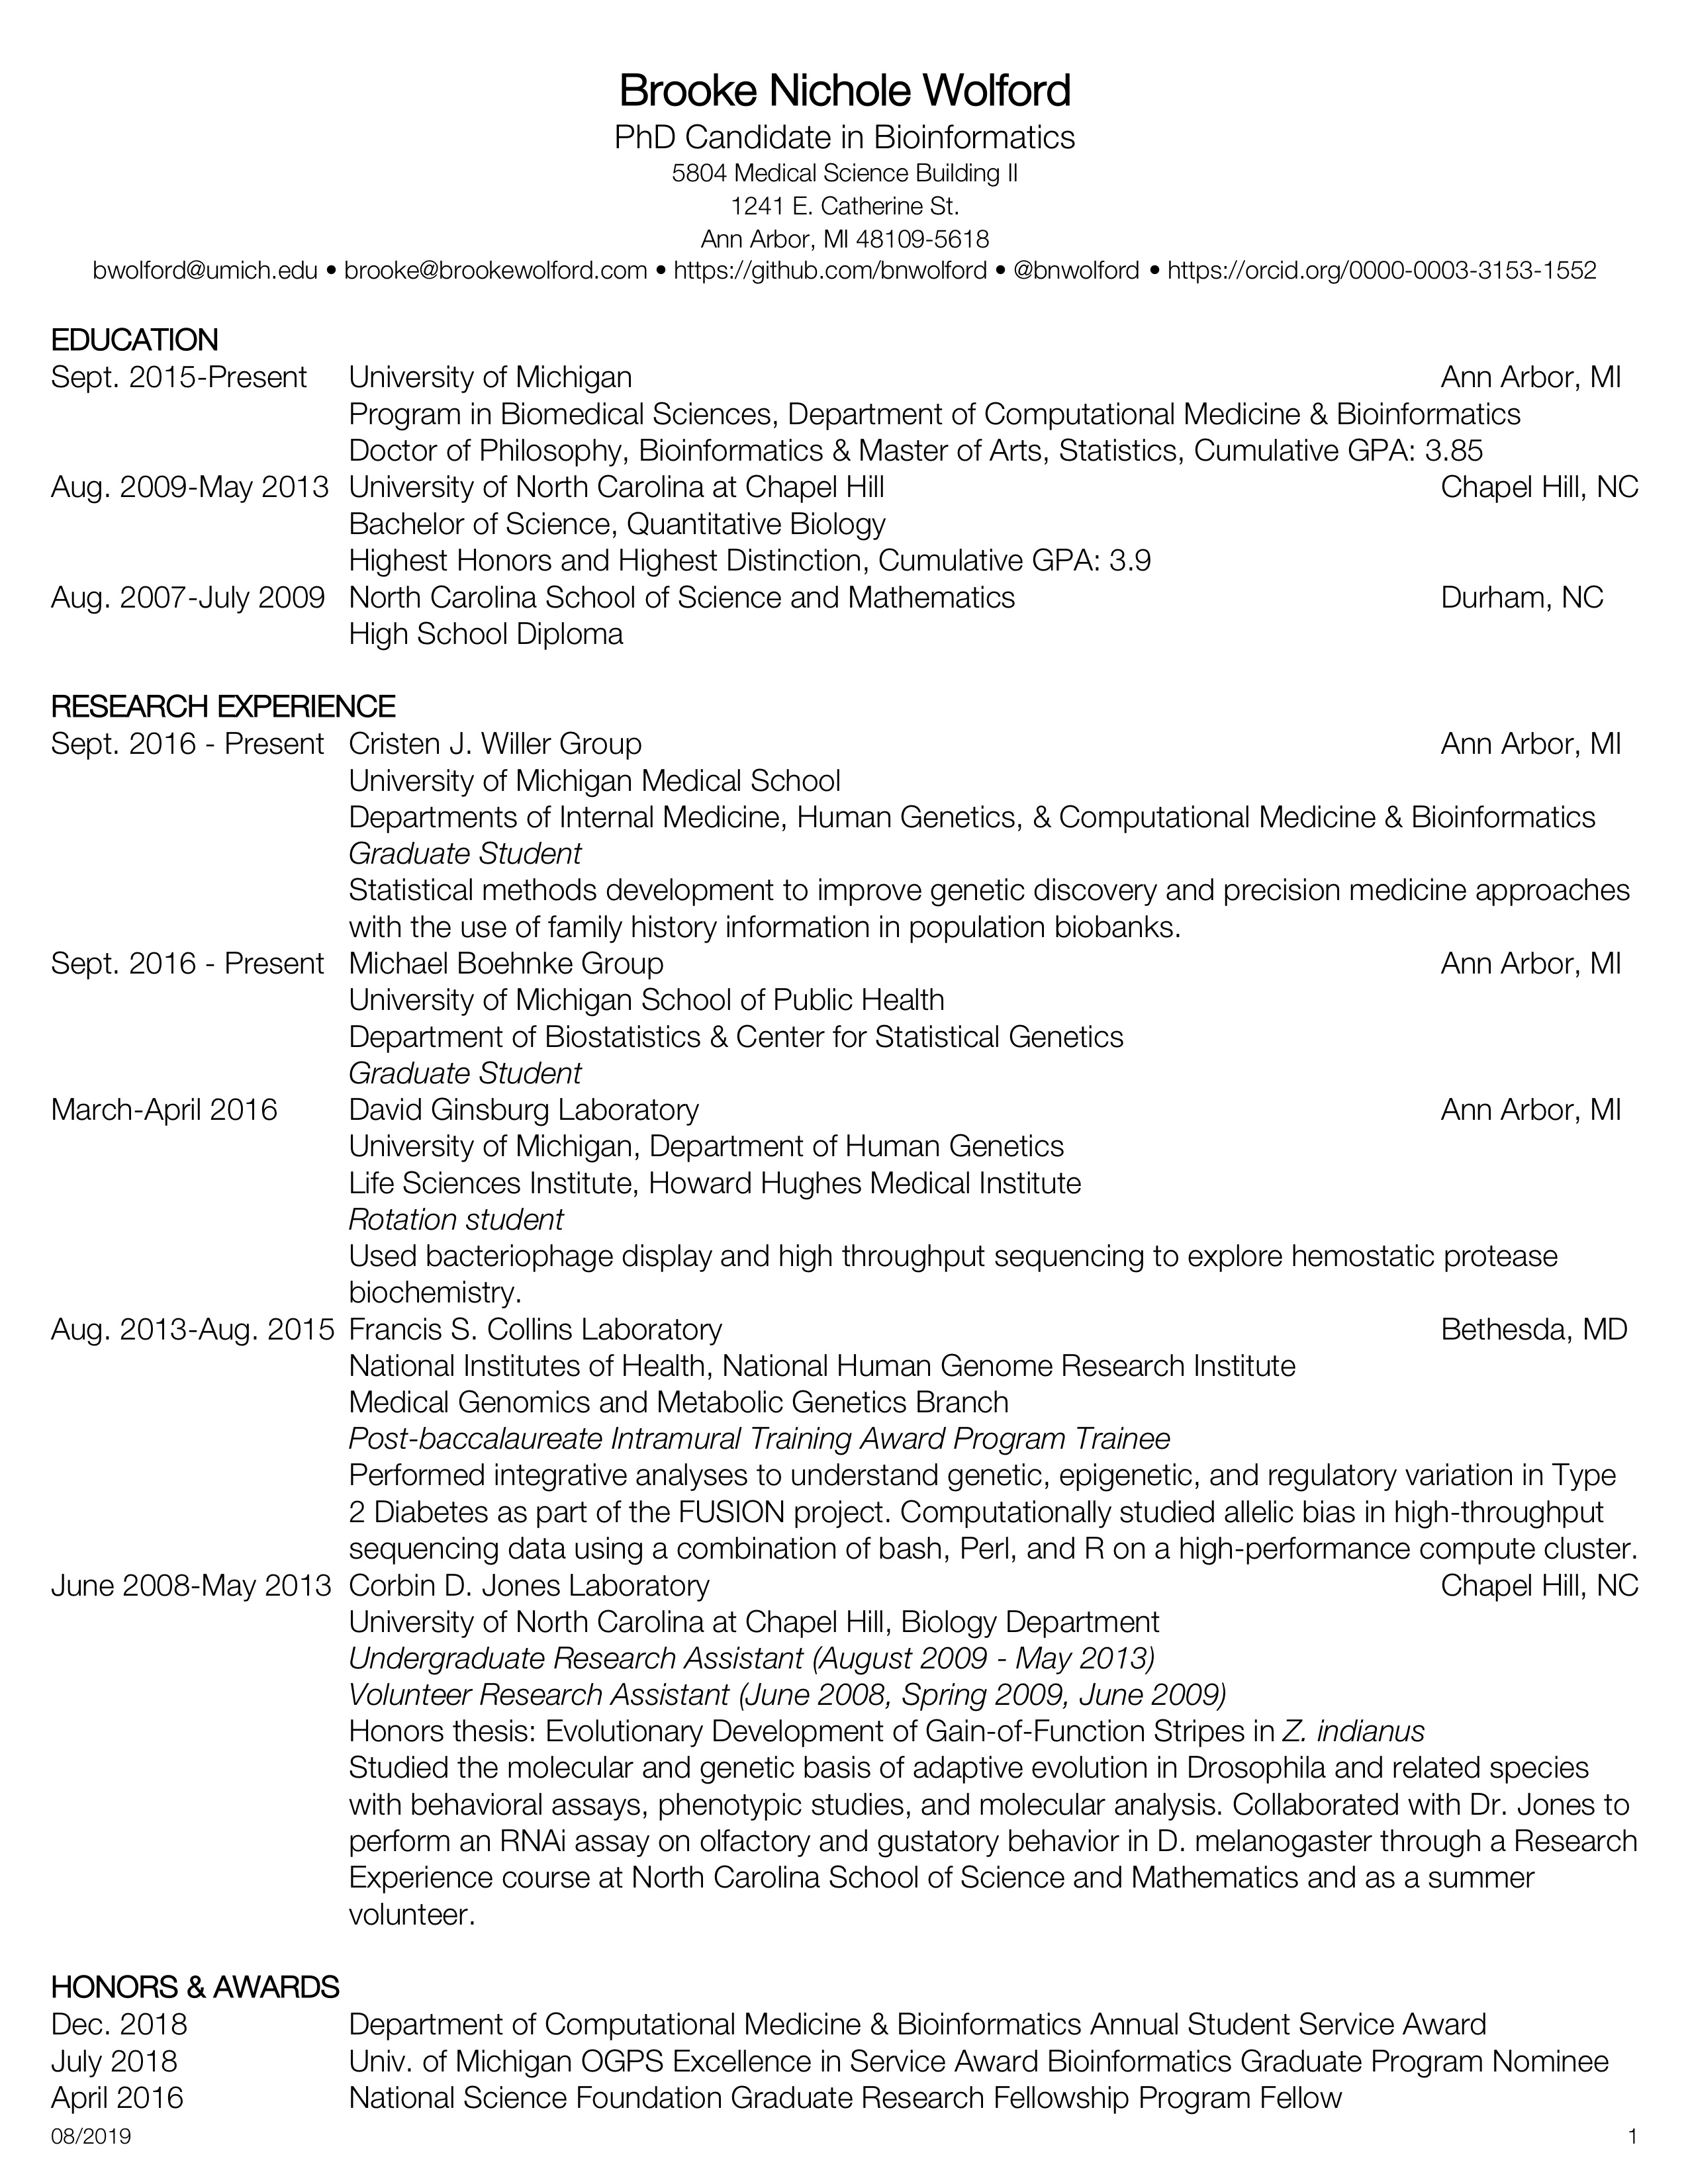 Brooke Nichole Wolford
PhD Candidate in Bioinformatics
5804 Medical Science Building II
1241 E. Catherine St.
Ann Arbor, MI 48109-5618
bwolford@umich.edu • brooke@brookewolford.com • https://github.com/bnwolford • @bnwolford • https://orcid.org/0000-0003-3153-1552
EDUCATION
Sept. 2015-Present University of Michigan Ann Arbor, MI
Program in Biomedical Sciences, Department of Computational Medicine & Bioinformatics
Doctor of Philosophy, Bioinformatics & Master of Arts, Statistics, Cumulative GPA: 3.85
Aug. 2009-May 2013 University of North Carolina at Chapel Hill Chapel Hill, NC
Bachelor of Science, Quantitative Biology
Highest Honors and Highest Distinction, Cumulative GPA: 3.9
Aug. 2007-July 2009 North Carolina School of Science and Mathematics Durham, NC
High School Diploma
RESEARCH EXPERIENCE
Sept. 2016 - Present Cristen J. Willer Group Ann Arbor, MI
University of Michigan Medical School
Departments of Internal Medicine, Human Genetics, & Computational Medicine & Bioinformatics
Graduate Student
Statistical methods development to improve genetic discovery and precision medicine approaches
with the use of family history information in population biobanks.
Sept. 2016 - Present Michael Boehnke Group Ann Arbor, MI
University of Michigan School of Public Health
Department of Biostatistics & Center for Statistical Genetics
Graduate Student
March-April 2016 David Ginsburg Laboratory Ann Arbor, MI
University of Michigan, Department of Human Genetics
Life Sciences Institute, Howard Hughes Medical Institute
Rotation student
Used bacteriophage display and high throughput sequencing to explore hemostatic protease
biochemistry.
Aug. 2013-Aug. 2015 Francis S. Collins Laboratory Bethesda, MD
National Institutes of Health, National Human Genome Research Institute
Medical Genomics and Metabolic Genetics Branch
Post-baccalaureate Intramural Training Award Program Trainee
Performed integrative analyses to understand genetic, epigenetic, and regulatory variation in Type
2 Diabetes as part of the FUSION project. Computationally studied allelic bias in high-throughput
sequencing data using a combination of bash, Perl, and R on a high-performance compute cluster.
June 2008-May 2013 Corbin D. Jones Laboratory Chapel Hill, NC
University of North Carolina at Chapel Hill, Biology Department
Undergraduate Research Assistant (August 2009 - May 2013)
Volunteer Research Assistant (June 2008, Spring 2009, June 2009)
Honors thesis: Evolutionary Development of Gain-of-Function Stripes in Z. indianus
Studied the molecular and genetic basis of adaptive evolution in Drosophila and related species
with behavioral assays, phenotypic studies, and molecular analysis. Collaborated with Dr. Jones to
perform an RNAi assay on olfactory and gustatory behavior in D. melanogaster through a Research
Experience course at North Carolina School of Science and Mathematics and as a summer
volunteer.
HONORS & AWARDS
Dec. 2018 Department of Computational Medicine & Bioinformatics Annual Student Service Award
July 2018 Univ. of Michigan OGPS Excellence in Service Award Bioinformatics Graduate Program Nominee
April 2016 National Science Foundation Graduate Research Fellowship Program Fellow
08/2019 1